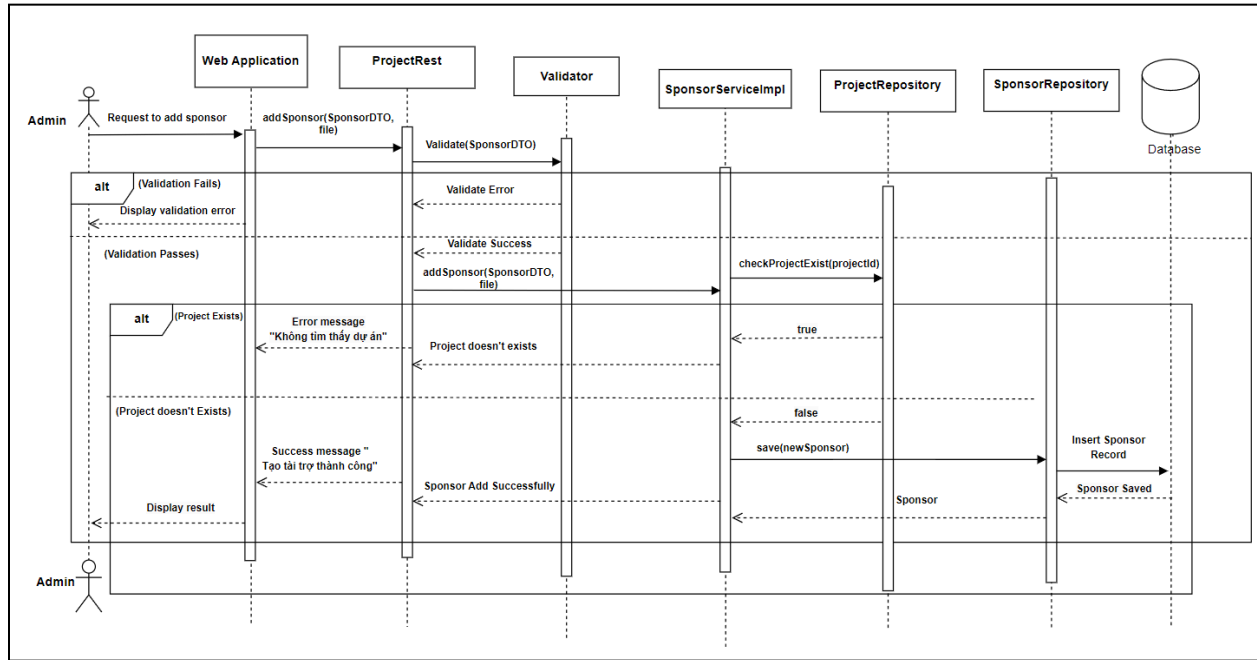 Web Application
ProjectRest
Validator
SponsorServiceImpl
ProjectRepository
SponsorRepository
Database
Admin
Request to add sponsor
addSponsor(SponsorDTO,
file)
Validate(SponsorDTO)
alt
(Validation Fails)
Validate Error
Display validation error
(Validation Passes)
Validate Success
addSponsor(SponsorDTO,
file)
checkProjectExist(projectId)
alt
(Project Exists)
Error message
"Không tìm thấy dự án"
true
Project doesn't exists
(Project doesn't Exists)
false
Success message "
Tạo tài trợ thành công"
save(newSponsor)
Insert Sponsor
Record
Sponsor Add Successfully
Sponsor Saved
Sponsor
Display result
Admin